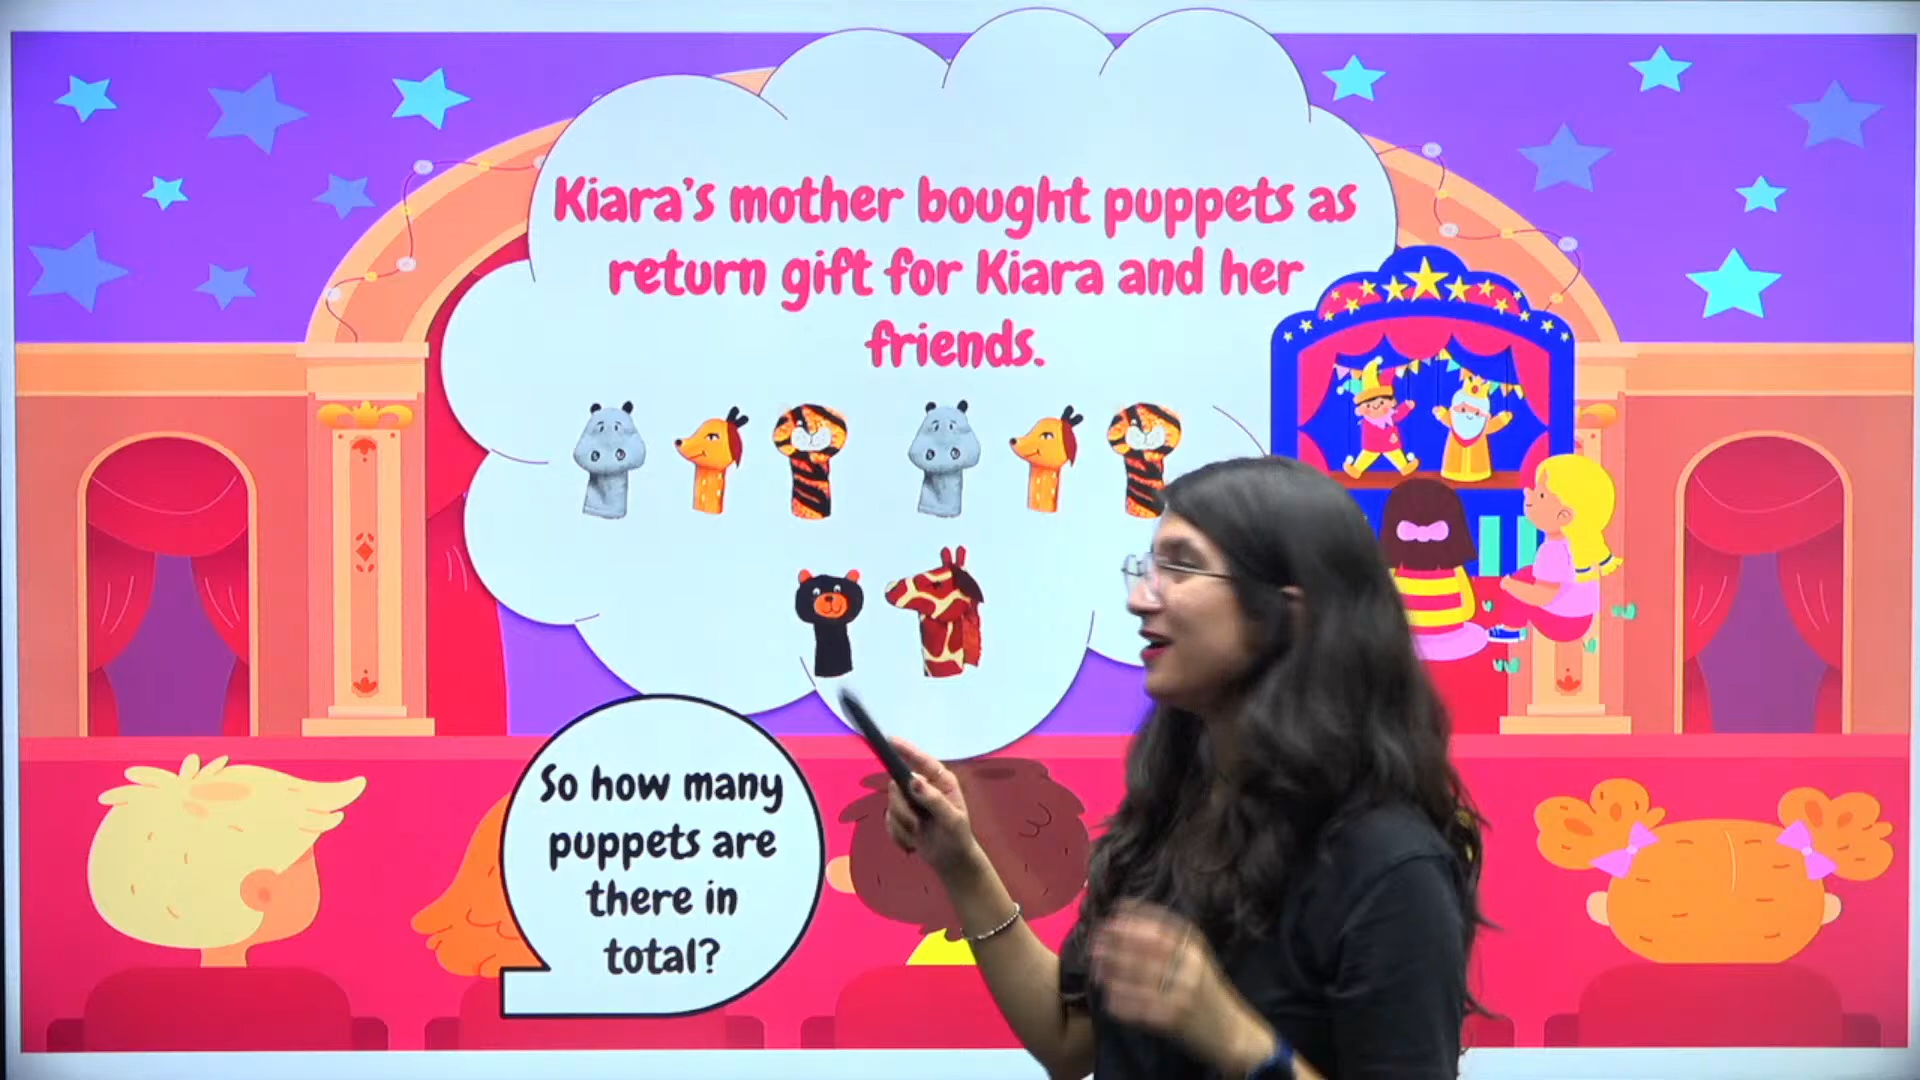 Kiara's mother bought puppets as
return gift for Kiara and her
friends.
So how many
puppets are
there in
total?